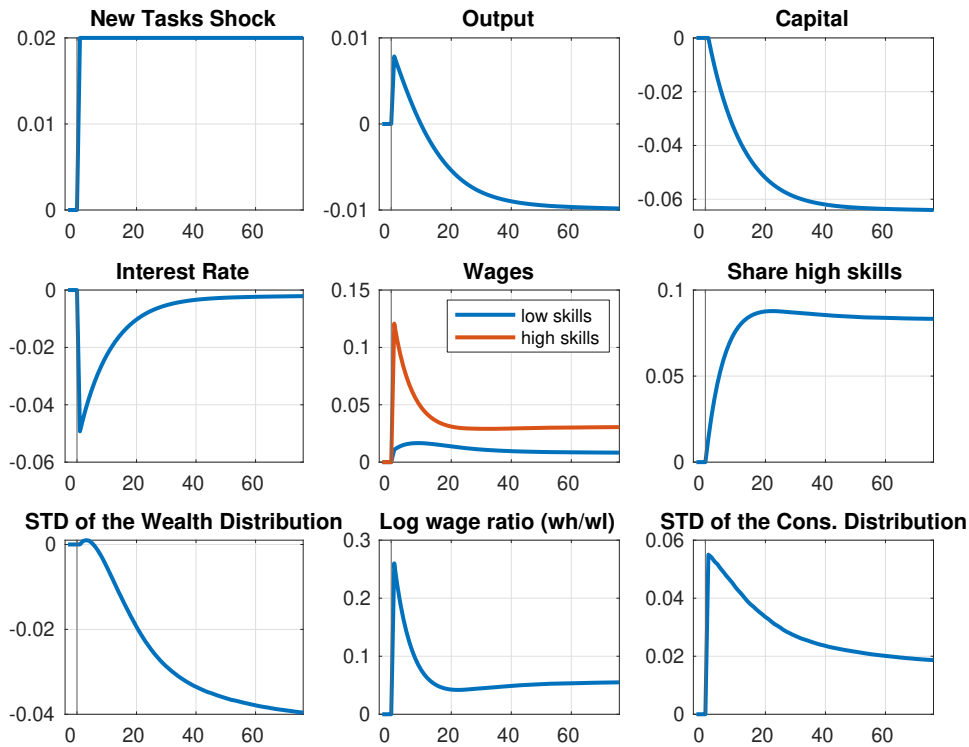 New Tasks Shock
0.02
0.01
0
0 20 40 60
Output
0.01
0
-0.01
0 20 40 60
Capital
0
-0.02
-0.04
-0.06
0 20 40 60
Interest Rate
0
-0.02
-0.04
-0.06
0 20 40 60
Wages
0.15
0.1
0.05
0
low skills
high skills
0 20 40 60
Share high skills
0.1
0.05
0
0 20 40 60
STD of the Wealth Distribution
0
-0.02
-0.04
0 20 40 60
Log wage ratio (wh/wl)
0.3
0.2
0.1
0
0 20 40 60
STD of the Cons. Distribution
0.06
0.04
0.02
0
0 20 40 60